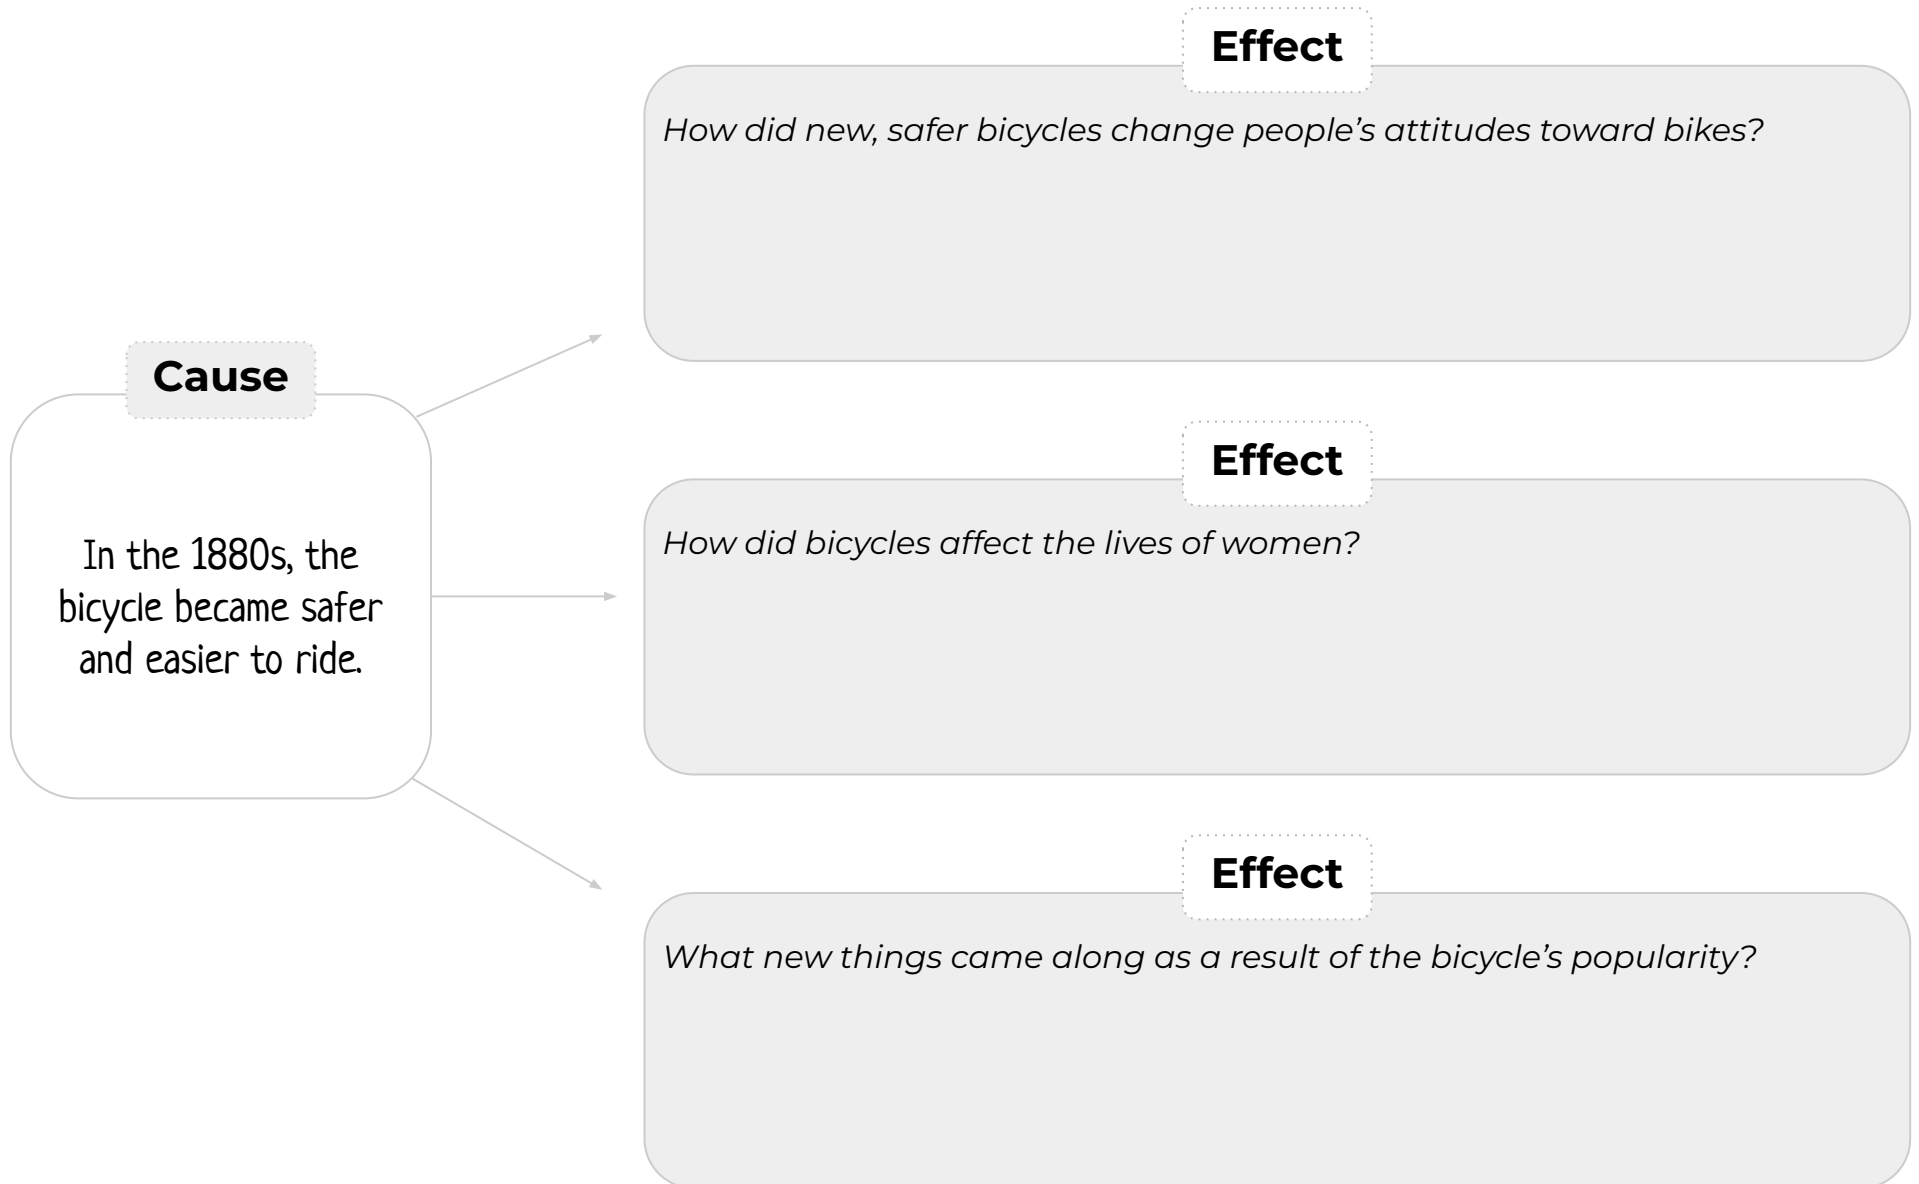 Effect
How did new, safer bicycles change people’s attitudes toward bikes?
Cause
In the 1880s, the
bicycle became safer
and easier to ride.
Effect
How did bicycles affect the lives of women?
Effect
What new things came along as a result of the bicycle’s popularity?